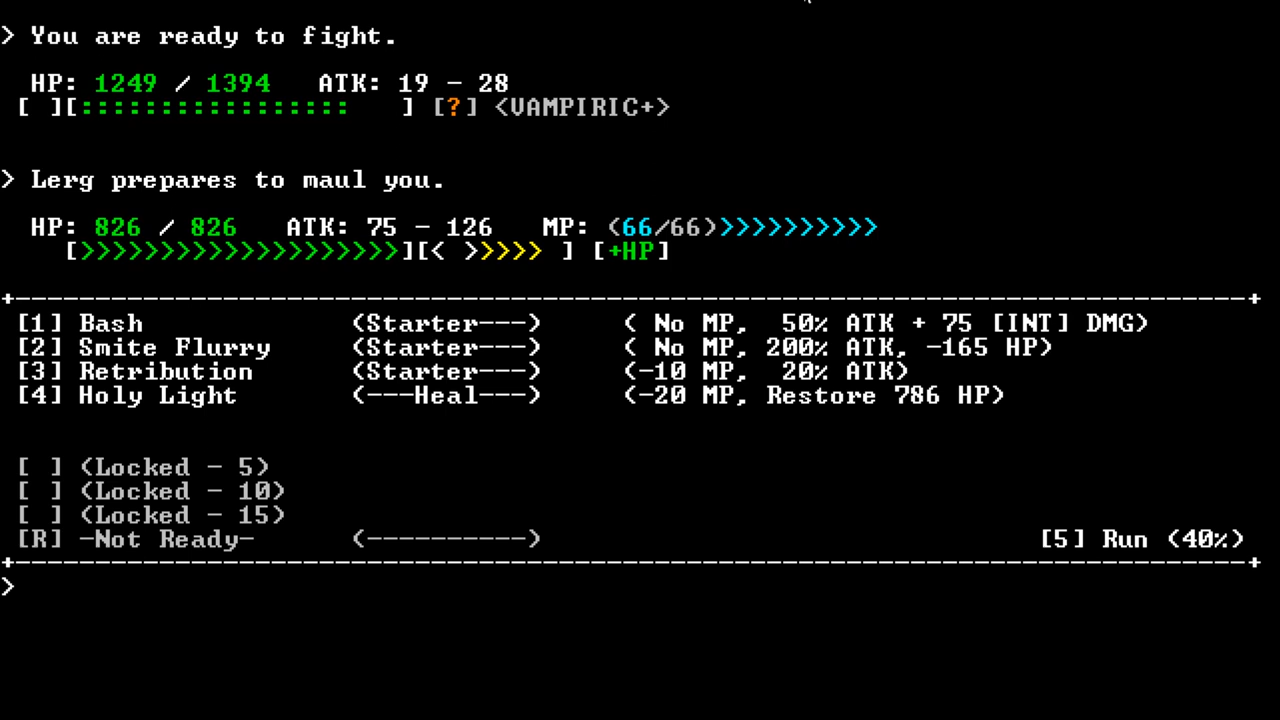 > You are ready to fight.
HP: 1249 / 1394   ATK: 19 - 28
[ ][:::::::::::::::::    ] [?] <VAMPIRIC+>
> Lerg prepares to maul you.
HP: 826 / 826   ATK: 75 - 126   MP: (66/66)>>>>>>>>>>
[>>>>>>>>>>>>>>>>>>>>][< >>>>> ] [+HP]
+------------------------------------------------------------------------------+
[1] Bash             (Starter---)     ( No MP,  50% ATK + 75 [INT] DMG)
[2] Smite Flurry     (Starter---)     ( No MP, 200% ATK, -165 HP)
[3] Retribution      (Starter---)     (-10 MP,  20% ATK)
[4] Holy Light       (---Heal---)     (-20 MP, Restore 786 HP)
[ ] (Locked - 5)
[ ] (Locked - 10)
[ ] (Locked - 15)
[R] -Not Ready-      (----------)                               [5] Run (40%)
+------------------------------------------------------------------------------+
>